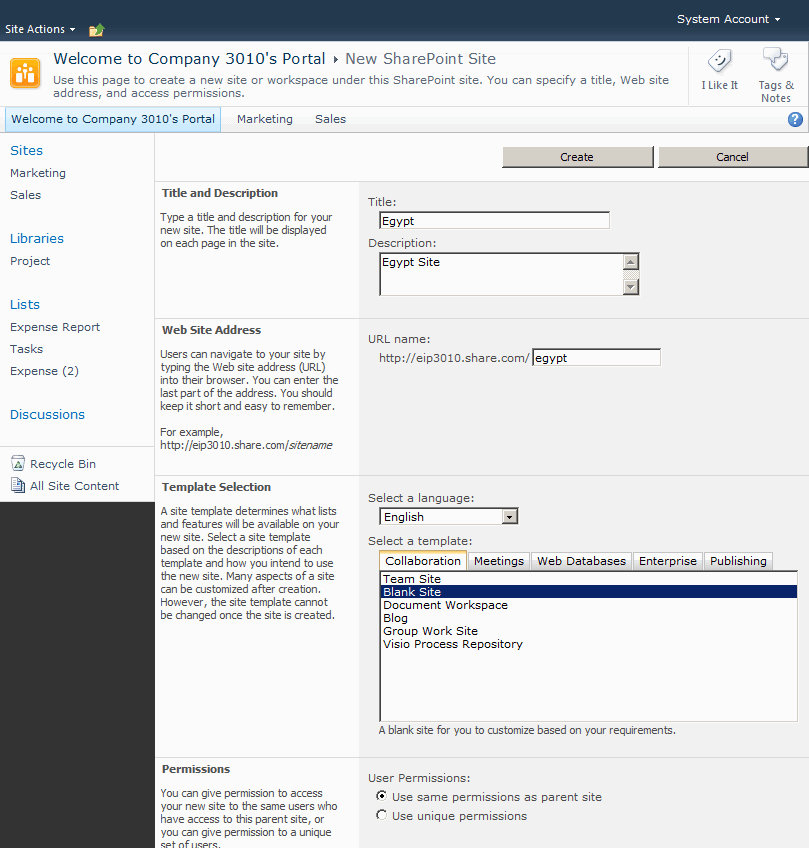 Site Actions
System Account
Welcome to Company 3010's Portal › New SharePoint Site
Use this page to create a new site or workspace under this SharePoint site. You can specify a title, Web site
address, and access permissions.
I Like It
Tags &
Notes
Welcome to Company 3010's Portal
Marketing
Sales
Sites
Marketing
Sales
Libraries
Project
Lists
Expense Report
Tasks
Expense (2)
Discussions
Recycle Bin
All Site Content
Create
Cancel
Title and Description
Type a title and description for your
new site. The title will be displayed
on each page in the site.
Title:
Egypt
Description:
Egypt Site
Web Site Address
Users can navigate to your site by
typing the Web site address (URL)
into their browser. You can enter the
last part of the address. You should
keep it short and easy to remember.
For example,
http://eip3010.share.com/sitename
URL name:
http://eip3010.share.com/ egypt
Template Selection
A site template determines what lists
and features will be available on your
new site. Select a site template
based on the descriptions of each
template and how you intend to use
the new site. Many aspects of a site
can be customized after creation.
However, the site template cannot
be changed once the site is created.
Select a language:
English
Select a template:
Collaboration
Meetings
Web Databases
Enterprise
Publishing
Team Site
Blank Site
Document Workspace
Blog
Group Work Site
Visio Process Repository
A blank site for you to customize based on your requirements.
Permissions
You can give permission to access
your new site to the same users who
have access to this parent site, or
you can give permission to a unique
set of users.
User Permissions:
Use same permissions as parent site
Use unique permissions